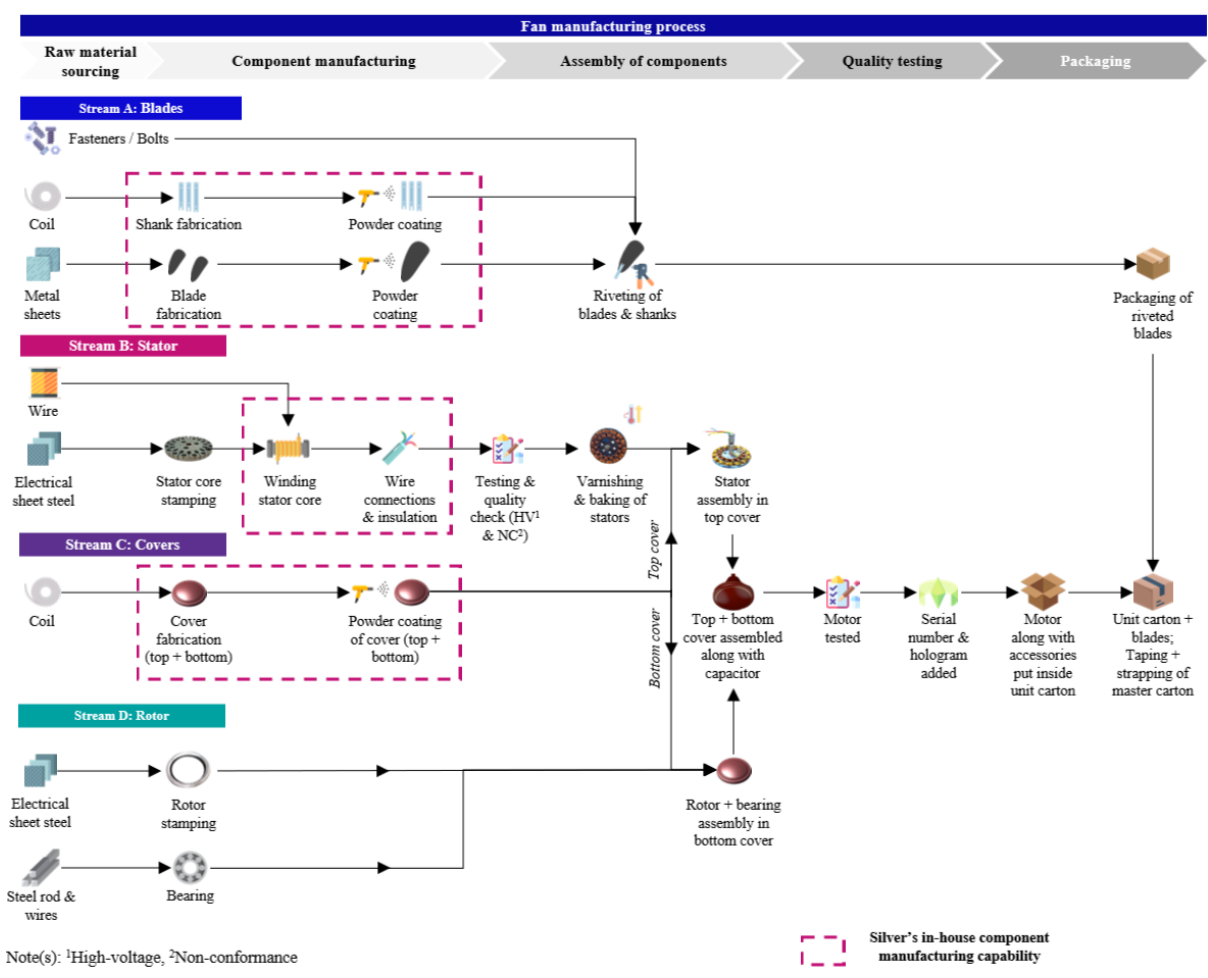 Fan manufacturing process
Raw material
sourcing
Component manufacturing
Assembly of components
Quality testing
Packaging
Stream A: Blades
Fasteners / Bolts
Coil
Shank fabrication
Powder coating
Metal
sheets
Blade
fabrication
Powder
coating
Riveting of
blades & shanks
Packaging of
riveted
blades
Stream B: Stator
Wire
Electrical
sheet steel
Stator core
stamping
Winding
stator core
Wire
connections
& insulation
Testing &
quality
check (HV¹
& NC²)
Varnishing
& baking of
stators
Stator
assembly in
top cover
Top cover
Bottom cover
Stream C: Covers
Coil
Cover
fabrication
(top + bottom)
Powder coating
of cover (top +
bottom)
Top + bottom
cover assembled
along with
capacitor
Motor
tested
Serial
number &
hologram
added
Motor
along with
accessories
put inside
unit carton
Unit carton +
blades;
Taping +
strapping of
master carton
Stream D: Rotor
Electrical
sheet steel
Rotor
stamping
Rotor + bearing
assembly in
bottom cover
Steel rod &
wires
Bearing
Note(s): ¹High-voltage, ²Non-conformance
Silver's in-house component
manufacturing capability